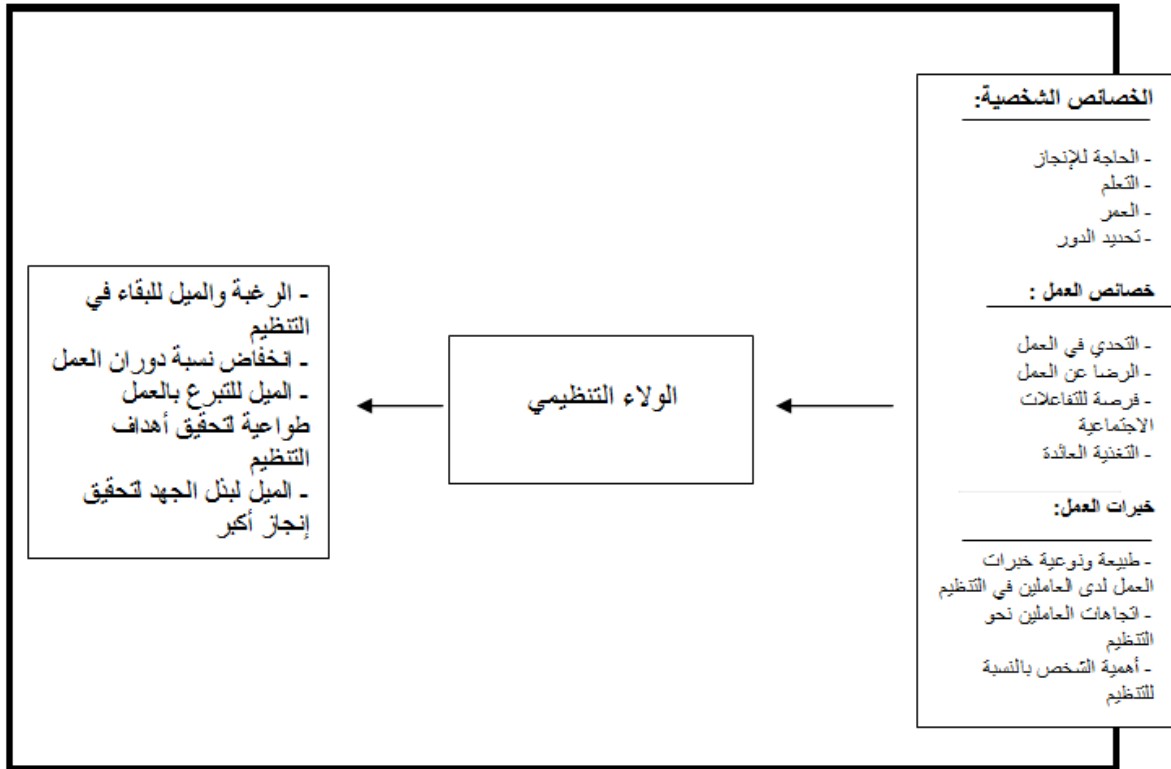 الخصائص الشخصية:
- الحاجة للإنجاز
- التعلم
- العمر
- تحديد الدور
خصائص العمل :
- التحدي في العمل
- الرضا عن العمل
- فرصة للتفاعلات
الاجتماعية
- التغذية العائدة
خبرات العمل:
- طبيعة ونوعية خبرات
العمل لدى العاملين في التنظيم
- اتجاهات العاملين نحو
التنظيم
- أهمية الشخص بالنسبة
للتنظيم
الولاء التنظيمي
- الرغبة والميل للبقاء في
التنظيم
- انخفاض نسبة دوران العمل
- الميل للتبرع بالعمل
طواعية لتحقيق أهداف
التنظيم
- الميل لبذل الجهد لتحقيق
إنجاز أكبر